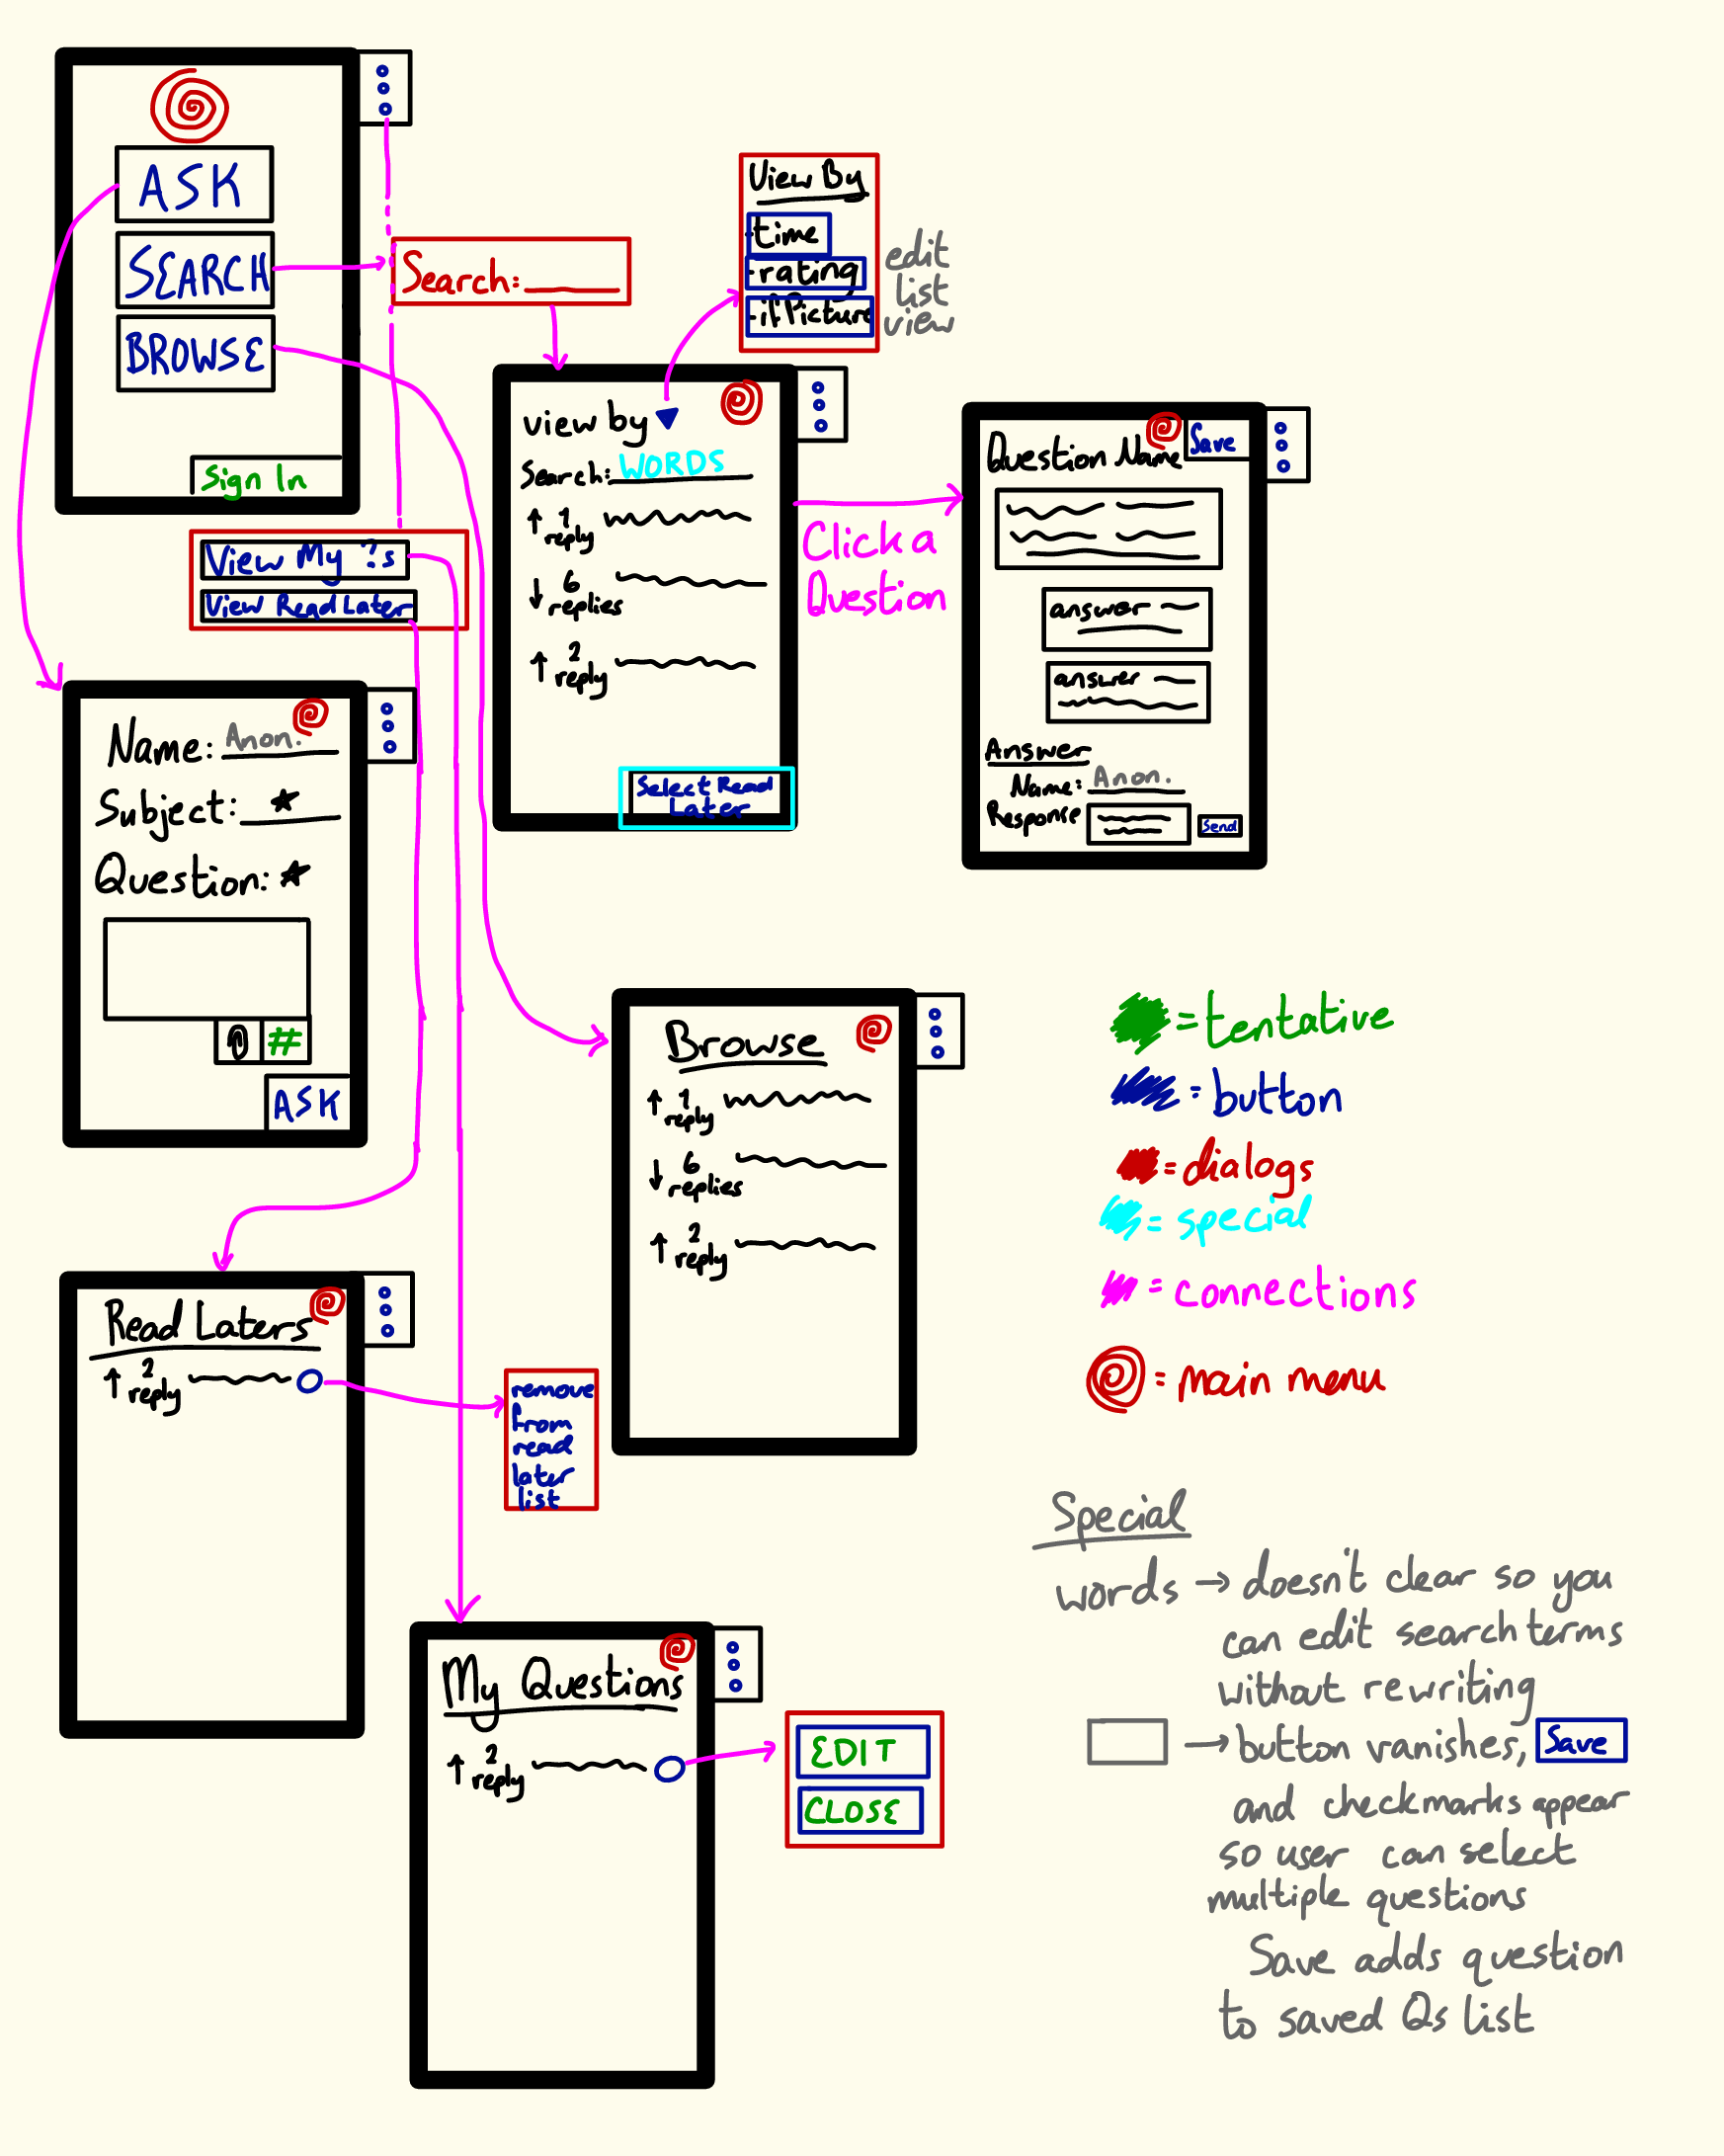 ASK
SEARCH
BROWSE
Sign In
Search:
View By
-time
-rating
-if Picture
edit
list
view
view by
Search: WORDS
↑ 1
reply
↓ 6
replies
↑ 2
reply
Select Read
Later
Click a
Question
Question Name
Save
answer
answer
Answer
Name: Anon.
Response
Send
View My ?s
View Read Later
Name: Anon.
Subject: ★
Question: ★
#
ASK
Browse
↑ 1
reply
↓ 6
replies
↑ 2
reply
= tentative
= button
= dialogs
= special
= connections
= main menu
Read Laters
↑ 2
reply
remove
from
read
later
list
My Questions
↑ 2
reply
EDIT
CLOSE
Special
words → doesn't clear so you
can edit search terms
without rewriting
→ button vanishes, Save
and checkmarks appear
so user can select
multiple questions
Save adds question
to saved Qs list